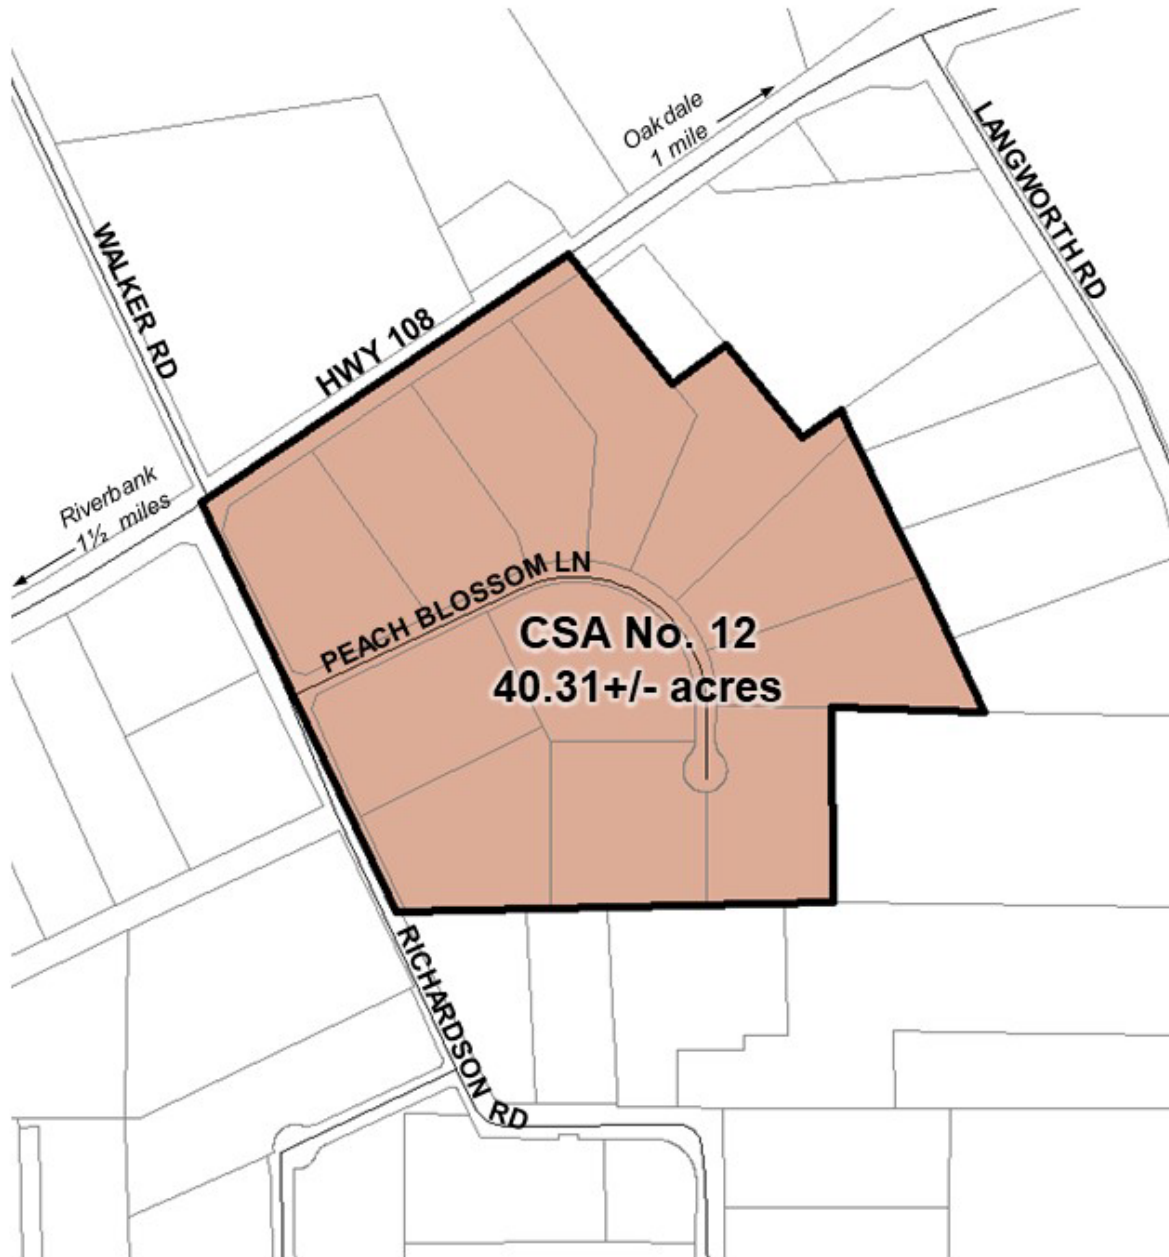 Oakdale
1 mile
LANGWORTH RD
WALKER RD
HWY 108
Riverbank
1½ miles
PEACH BLOSSOM LN
CSA No. 12
40.31+/- acres
RICHARDSON RD